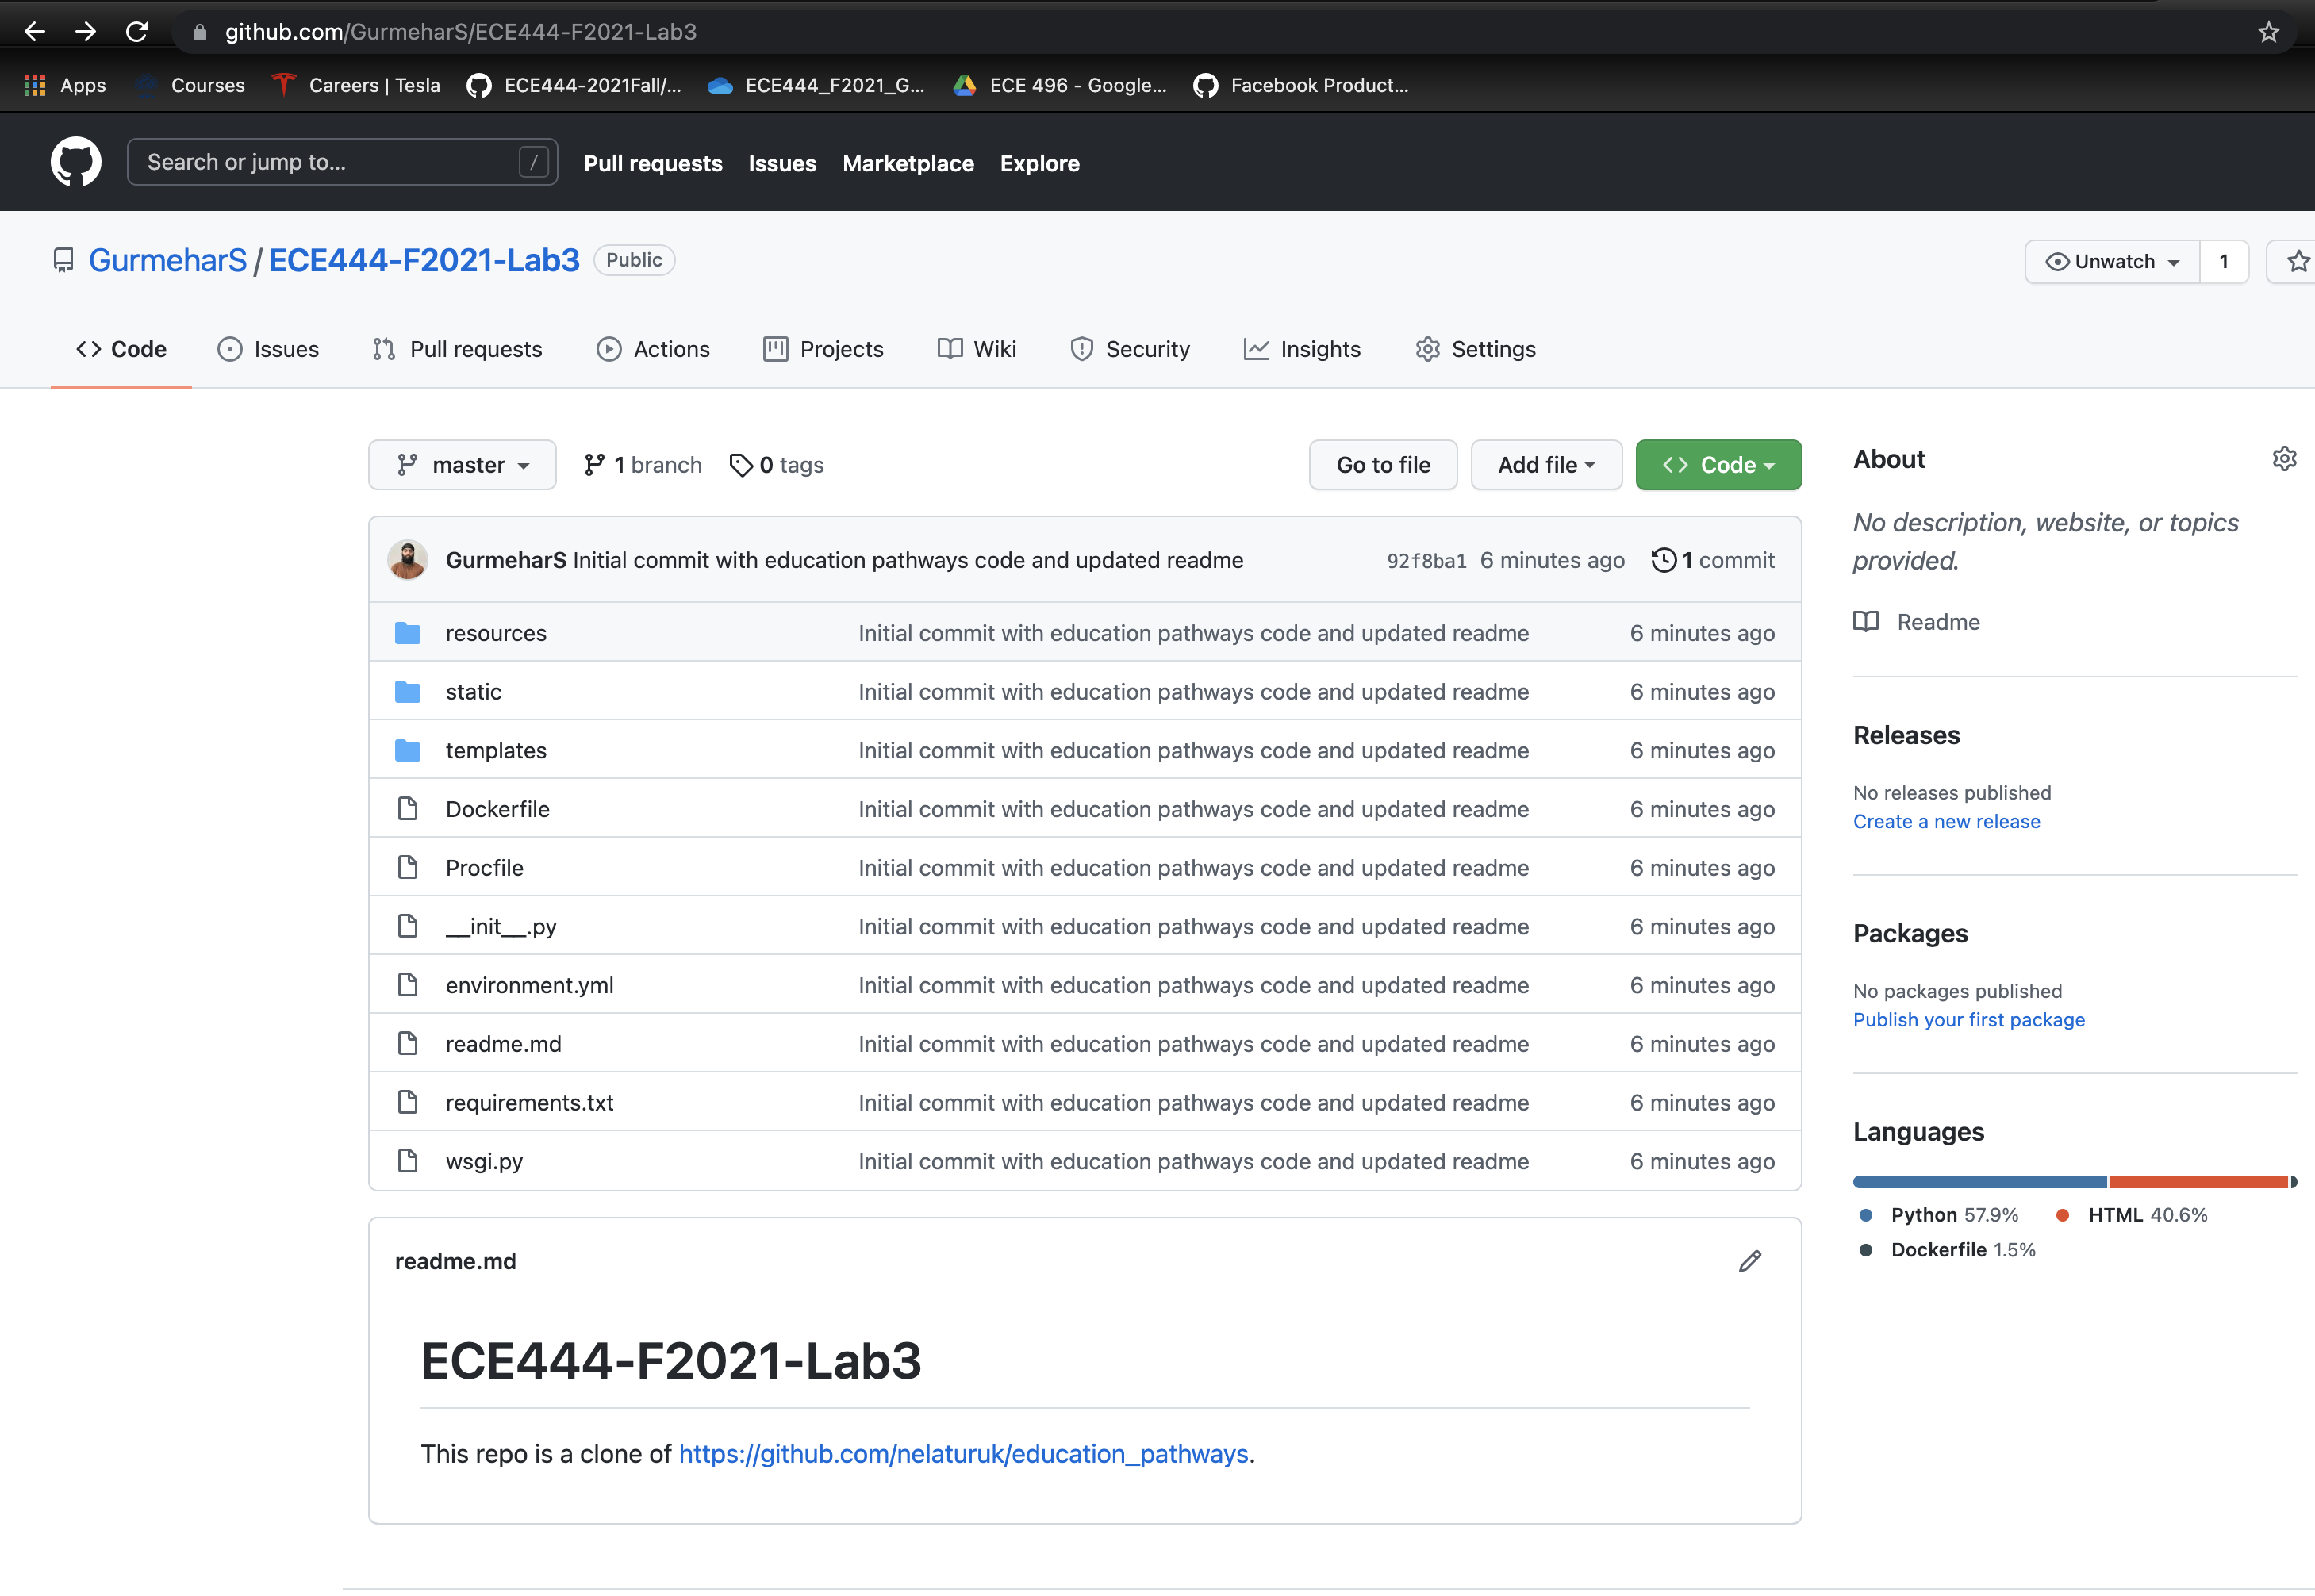 github.com/GurmeharS/ECE444-F2021-Lab3
Apps Courses Careers | Tesla ECE444-2021Fall/... ECE444_F2021_G... ECE 496 - Google... Facebook Product...
Search or jump to... / Pull requests Issues Marketplace Explore
GurmeharS / ECE444-F2021-Lab3 Public Unwatch 1
Code Issues Pull requests Actions Projects Wiki Security Insights Settings
master 1 branch 0 tags Go to file Add file Code
GurmeharS Initial commit with education pathways code and updated readme 92f8ba1 6 minutes ago 1 commit
resources Initial commit with education pathways code and updated readme 6 minutes ago
static Initial commit with education pathways code and updated readme 6 minutes ago
templates Initial commit with education pathways code and updated readme 6 minutes ago
Dockerfile Initial commit with education pathways code and updated readme 6 minutes ago
Procfile Initial commit with education pathways code and updated readme 6 minutes ago
__init__.py Initial commit with education pathways code and updated readme 6 minutes ago
environment.yml Initial commit with education pathways code and updated readme 6 minutes ago
readme.md Initial commit with education pathways code and updated readme 6 minutes ago
requirements.txt Initial commit with education pathways code and updated readme 6 minutes ago
wsgi.py Initial commit with education pathways code and updated readme 6 minutes ago
readme.md
ECE444-F2021-Lab3
This repo is a clone of https://github.com/nelaturuk/education_pathways.
About
No description, website, or topics
provided.
Readme
Releases
No releases published
Create a new release
Packages
No packages published
Publish your first package
Languages
Python 57.9% HTML 40.6%
Dockerfile 1.5%